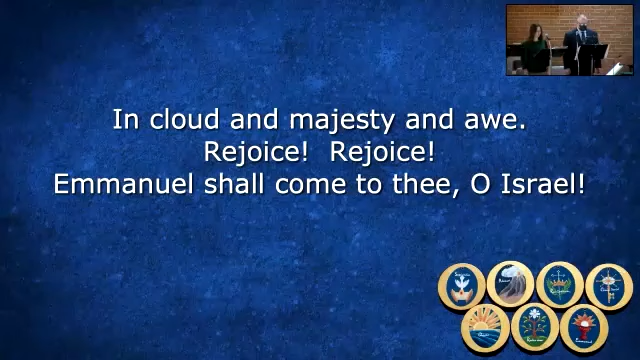 In cloud and majesty and awe.
Rejoice!  Rejoice!
Emmanuel shall come to thee, O Israel!